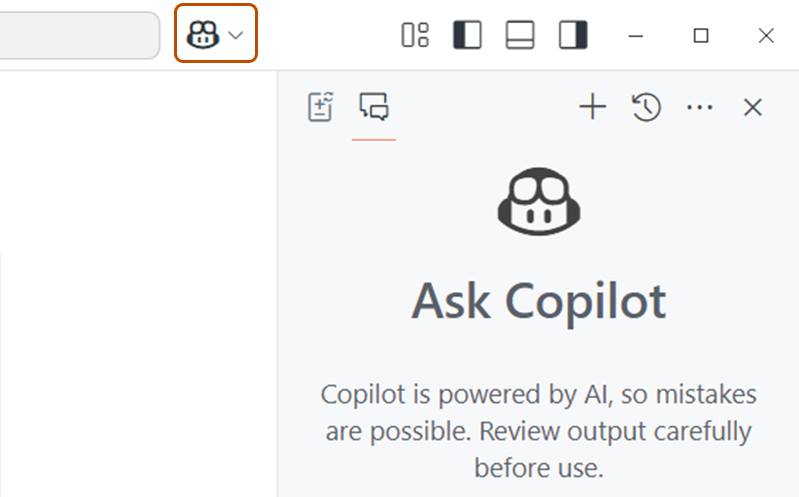 Ask Copilot
Copilot is powered by AI, so mistakes
are possible. Review output carefully
before use.